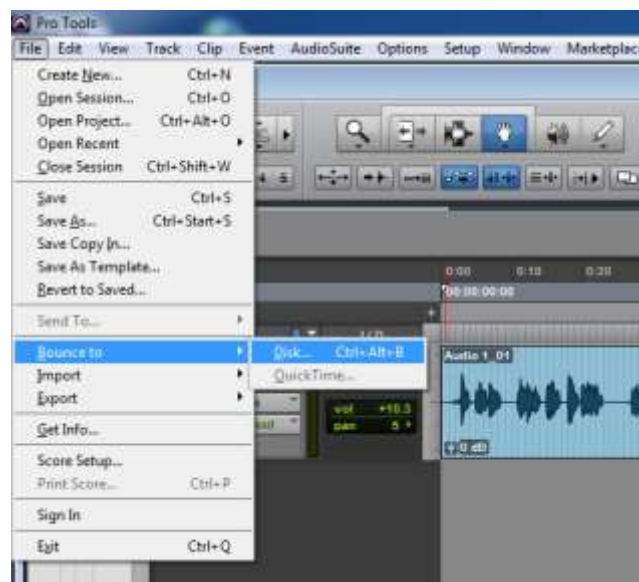 Pro Tools
File Edit View Track Clip Event AudioSuite Options Setup Window Marketplac
Create New... Ctrl+N
Open Session... Ctrl+O
Open Project... Ctrl+Alt+O
Open Recent
Close Session Ctrl+Shift+W
Save Ctrl+S
Save As... Ctrl+Start+S
Save Copy In...
Save As Template...
Revert to Saved...
Send To...
Bounce to
Disk... Ctrl+Alt+B
Import
QuickTime...
Export
Get Info...
Score Setup...
Print Score... Ctrl+P
Sign In
Exit Ctrl+Q
4 5
0:00 0:10 0:20
00:00:00:00
Audio 1_01
vol +10.3
pan
0 dB